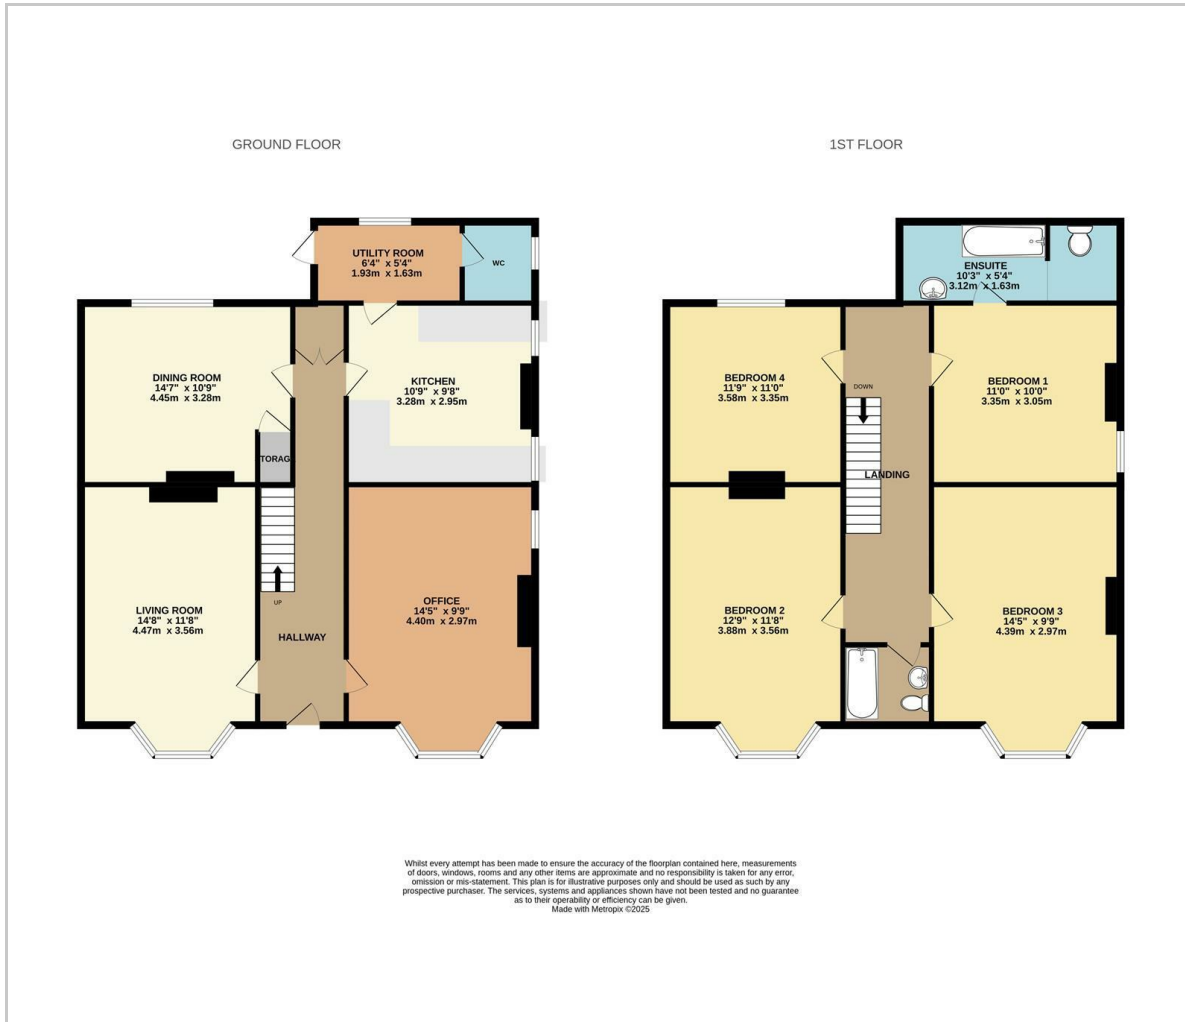 GROUND FLOOR
UTILITY ROOM
6'4" x 5'4"
1.93m x 1.63m
WC
DINING ROOM
14'7" x 10'9"
4.45m x 3.28m
KITCHEN
10'9" x 9'8"
3.28m x 2.95m
TORAG
LIVING ROOM
14'8" x 11'8"
4.47m x 3.56m
UP
HALLWAY
OFFICE
14'5" x 9'9"
4.40m x 2.97m
1ST FLOOR
ENSUITE
10'3" x 5'4"
3.12m x 1.63m
BEDROOM 4
11'9" x 11'0"
3.58m x 3.35m
DOWN
BEDROOM 1
11'0" x 10'0"
3.35m x 3.05m
LANDING
BEDROOM 2
12'9" x 11'8"
3.88m x 3.56m
BEDROOM 3
14'5" x 9'9"
4.39m x 2.97m
Whilst every attempt has been made to ensure the accuracy of the floorplan contained here, measurements
of doors, windows, rooms and any other items are approximate and no responsibility is taken for any error,
omission or mis-statement. This plan is for illustrative purposes only and should be used as such by any
prospective purchaser. The services, systems and appliances shown have not been tested and no guarantee
as to their operability or efficiency can be given.
Made with Metropix ©2025